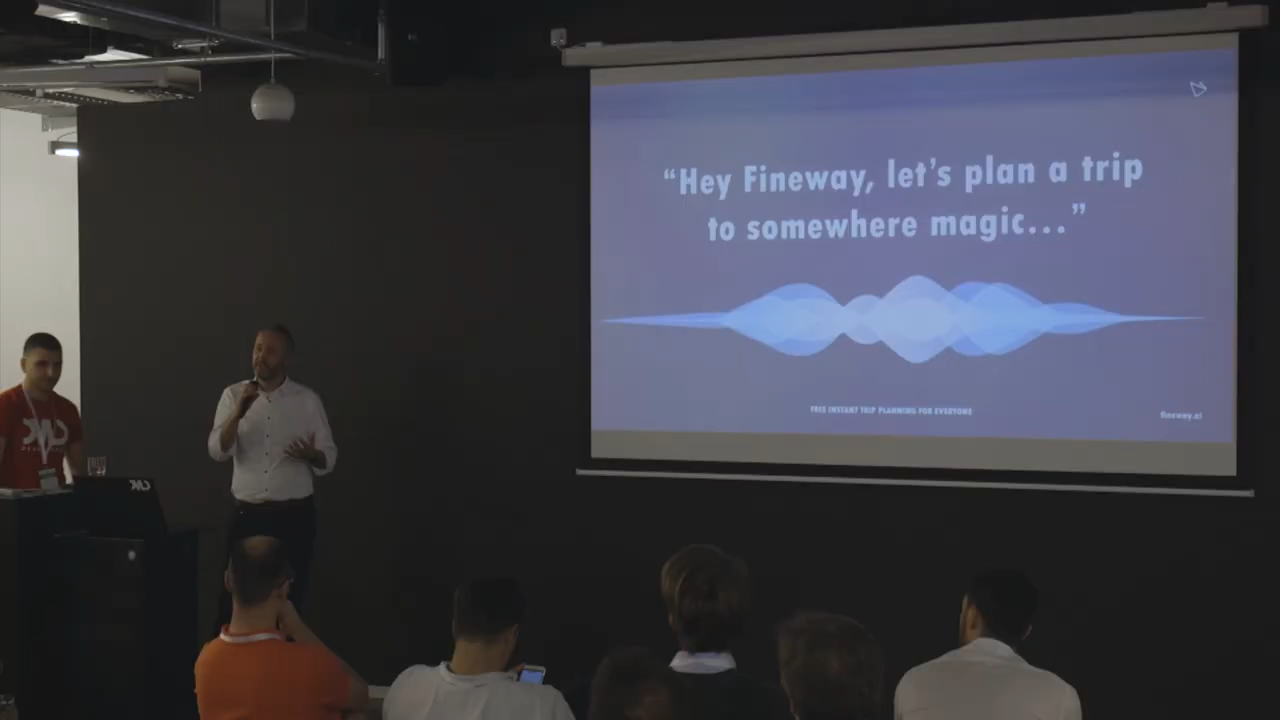 “Hey Fineway, let’s plan a trip
to somewhere magic...”
FREE INSTANT TRIP PLANNING FOR EVERYONE
fineway.ai